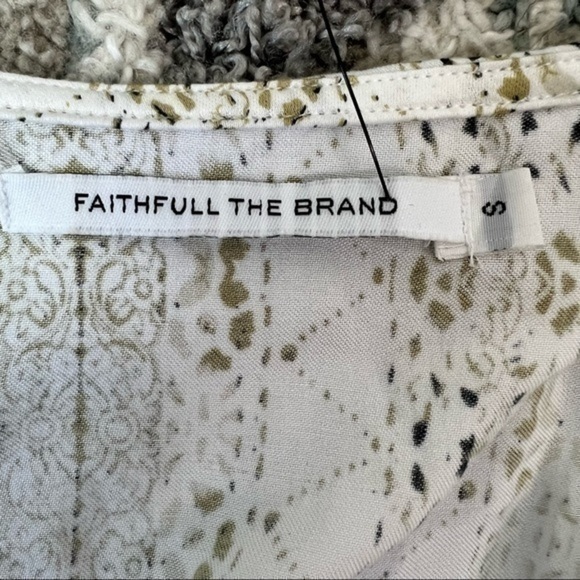 FAITHFULL THE BRAND
S